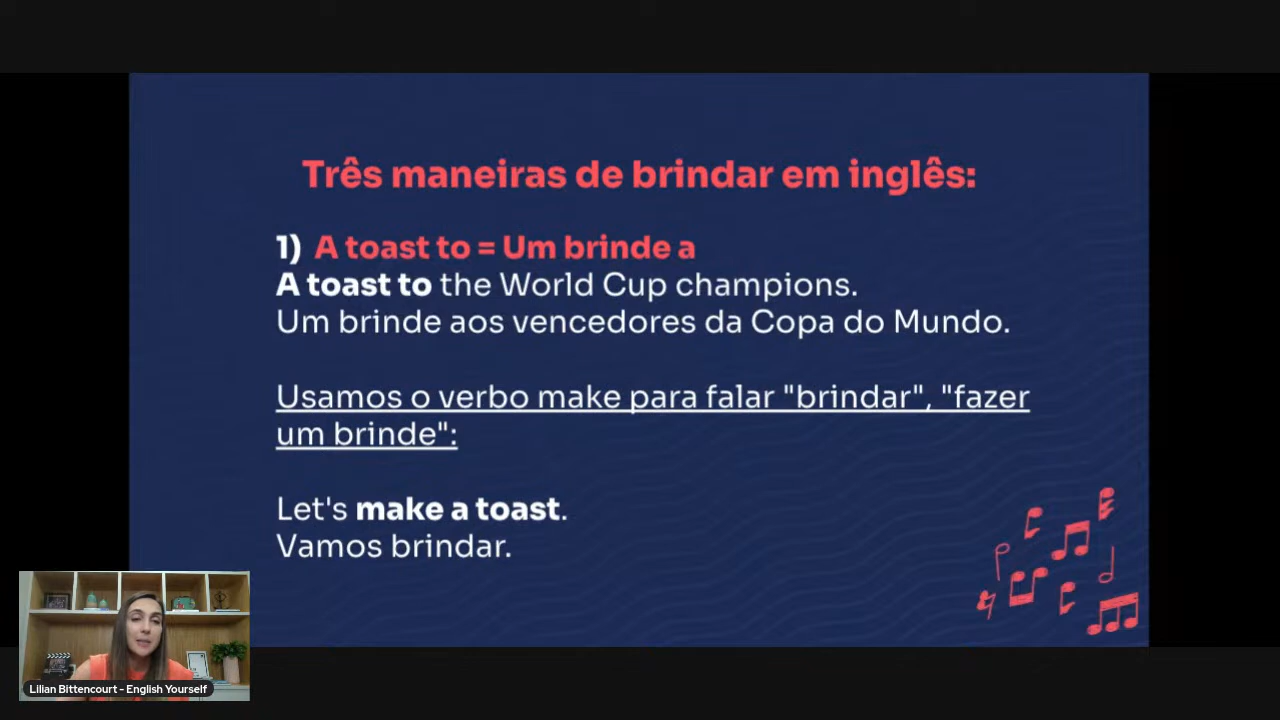 Três maneiras de brindar em inglês:
1) A toast to = Um brinde a
A toast to the World Cup champions.
Um brinde aos vencedores da Copa do Mundo.
Usamos o verbo make para falar "brindar", "fazer
um brinde":
Let's make a toast.
Vamos brindar.
Lilian Bittencourt - English Yourself